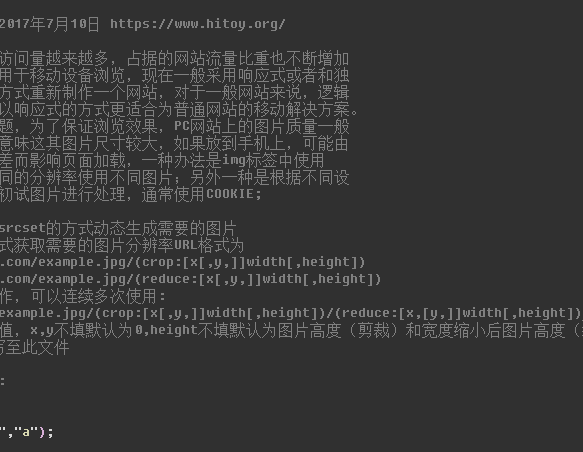 2017年7月10日 https://www.hitoy.org/
访问量越来越多，占据的网站流量比重也不断增加
用于移动设备浏览，现在一般采用响应式或者和独
方式重新制作一个网站，对于一般网站来说，逻辑
以响应式的方式更适合为普通网站的移动解决方案。
题，为了保证浏览效果，PC网站上的图片质量一般
意味这其图片尺寸较大，如果放到手机上，可能由
差而影响页面加载，一种办法是img标签中使用
同的分辨率使用不同图片；另外一种是根据不同设
初试图片进行处理，通常使用COOKIE;
srcset的方式动态生成需要的图片
式获取需要的图片分辨率URL格式为
.com/example.jpg/(crop:[x[,y,]]width[,height])
.com/example.jpg/(reduce:[x[,y,]]width[,height])
作，可以连续多次使用：
example.jpg/(crop:[x[,y,]]width[,height])/(reduce:[x,[y,]]width[,height])
值，x,y不填默认为0,height不填默认为图片高度（剪裁）和宽度缩小后图片高度（
写至此文件
:
","a");